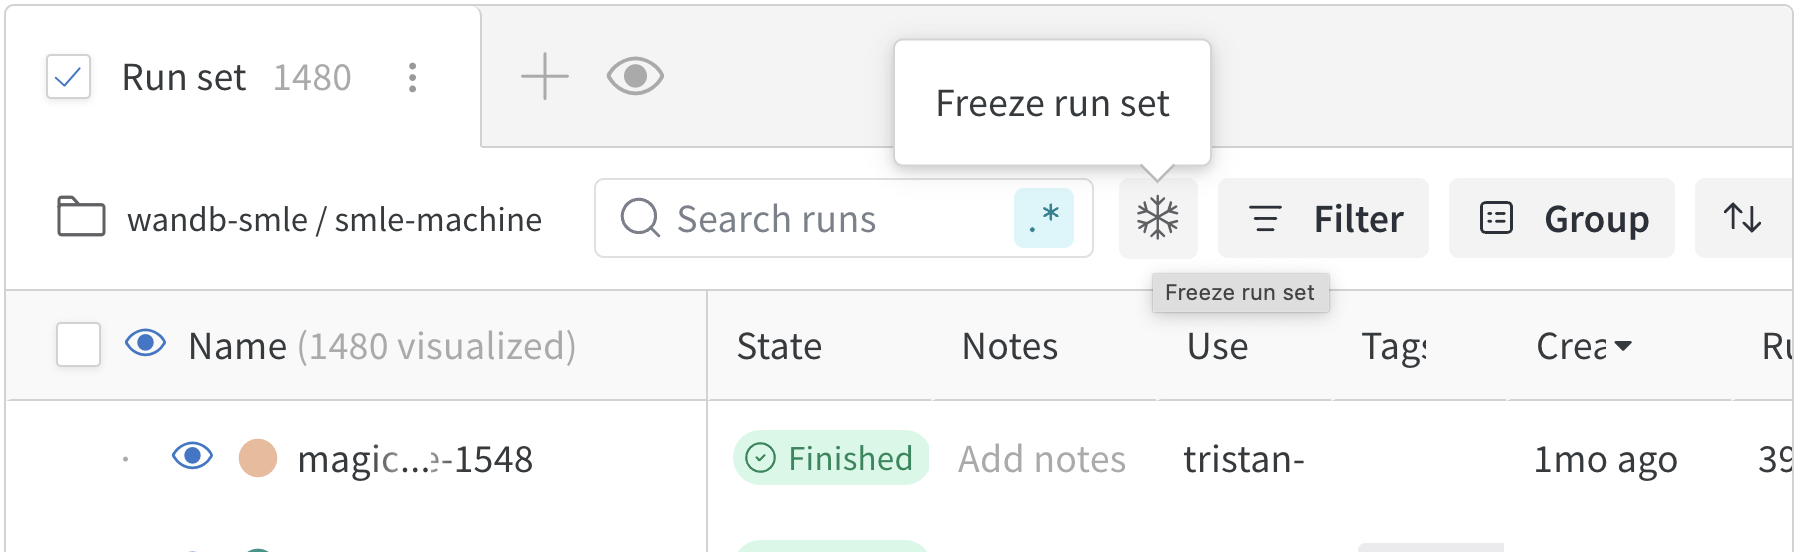 Run set 1480
Freeze run set
wandb-smle / smle-machine
Search runs .*
Filter
Group
Freeze run set
Name (1480 visualized) State Notes Use Tags Crea Ru
magic...e-1548 Finished Add notes tristan- 1mo ago 39